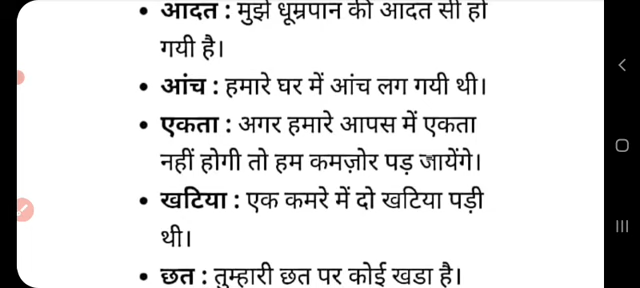 • आदत : मुझे धूम्रपान की आदत सी हो
गयी है।
• आंच : हमारे घर में आंच लग गयी थी।
• एकता : अगर हमारे आपस में एकता
नहीं होगी तो हम कमज़ोर पड़ जायेंगे।
• खटिया : एक कमरे में दो खटिया पड़ी
थी।
• छत : तुम्हारी छत पर कोई खडा है।